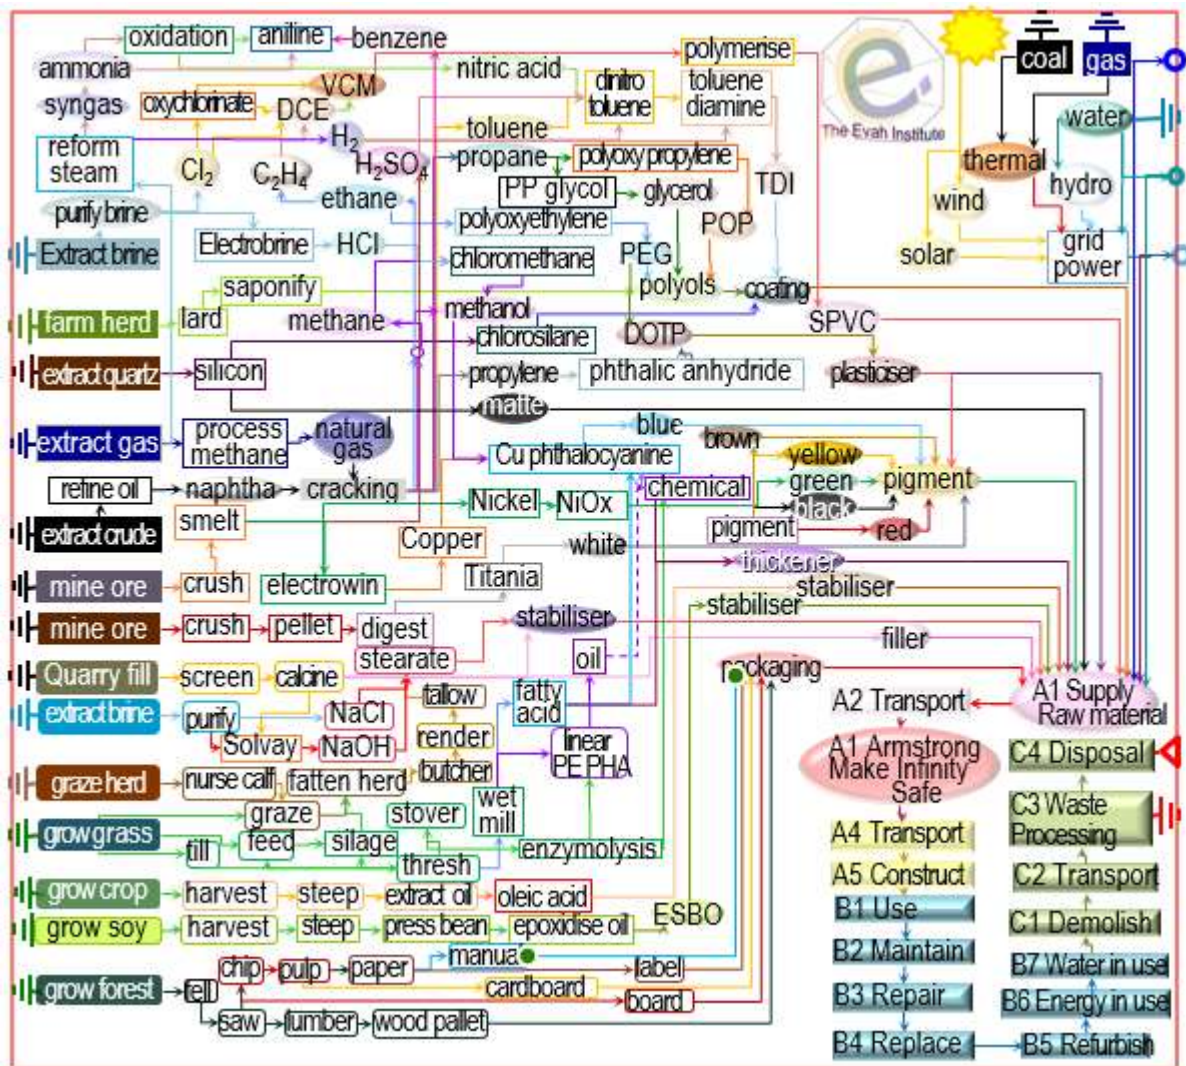 oxidation
aniline
benzene
polymerise
coal
gas
ammonia
nitric acid
dinitro
toluene
toluene
diamine
VCM
syngas
oxychlorinate
DCE
The Evah Institute
water
H2
toluene
reform
steam
Cl2
C2H4
H2SO4
propane
polyoxy propylene
thermal
TDI
PP glycol
glycerol
hydro
ethane
wind
purify brine
polyoxyethylene
POP
Extract brine
Electrobrine
HCl
PEG
grid
power
chloromethane
solar
saponify
polyols
coating
farm herd
lard
methane
methanol
SPVC
chlorosilane
DOTP
extract quartz
silicon
propylene
phthalic anhydride
plasticiser
matte
extract gas
process
methane
natural
gas
blue
brown
Cu phthalocyanine
yellow
refine oil
naphtha
cracking
chemical
green
pigment
Nickel
NiOx
black
extract crude
smelt
Copper
pigment
red
white
thickener
mine ore
crush
electrowin
Titania
stabiliser
stabiliser
mine ore
crush
pellet
digest
stabiliser
filler
stearate
oil
packaging
Quarry fill
screen
calcine
tallow
fatty
acid
A2 Transport
A1 Supply
Raw material
extract brine
purify
NaCl
Solvay
NaOH
render
linear
PE PHA
A1 Armstrong
Make Infinity
Safe
C4 Disposal
graze herd
nurse calf
fatten herd
butcher
wet
mill
C3 Waste
Processing
graze
stover
grow grass
till
feed
silage
thresh
enzymolysis
A4 Transport
A5 Construct
C2 Transport
grow crop
harvest
steep
extract oil
oleic acid
B1 Use
C1 Demolish
grow soy
harvest
steep
press bean
epoxidise oil
ESBO
B2 Maintain
B7 Water in use
chip
pulp
paper
manual
label
grow forest
fell
cardboard
board
B3 Repair
B6 Energy in use
saw
lumber
wood pallet
B4 Replace
B5 Refurbish